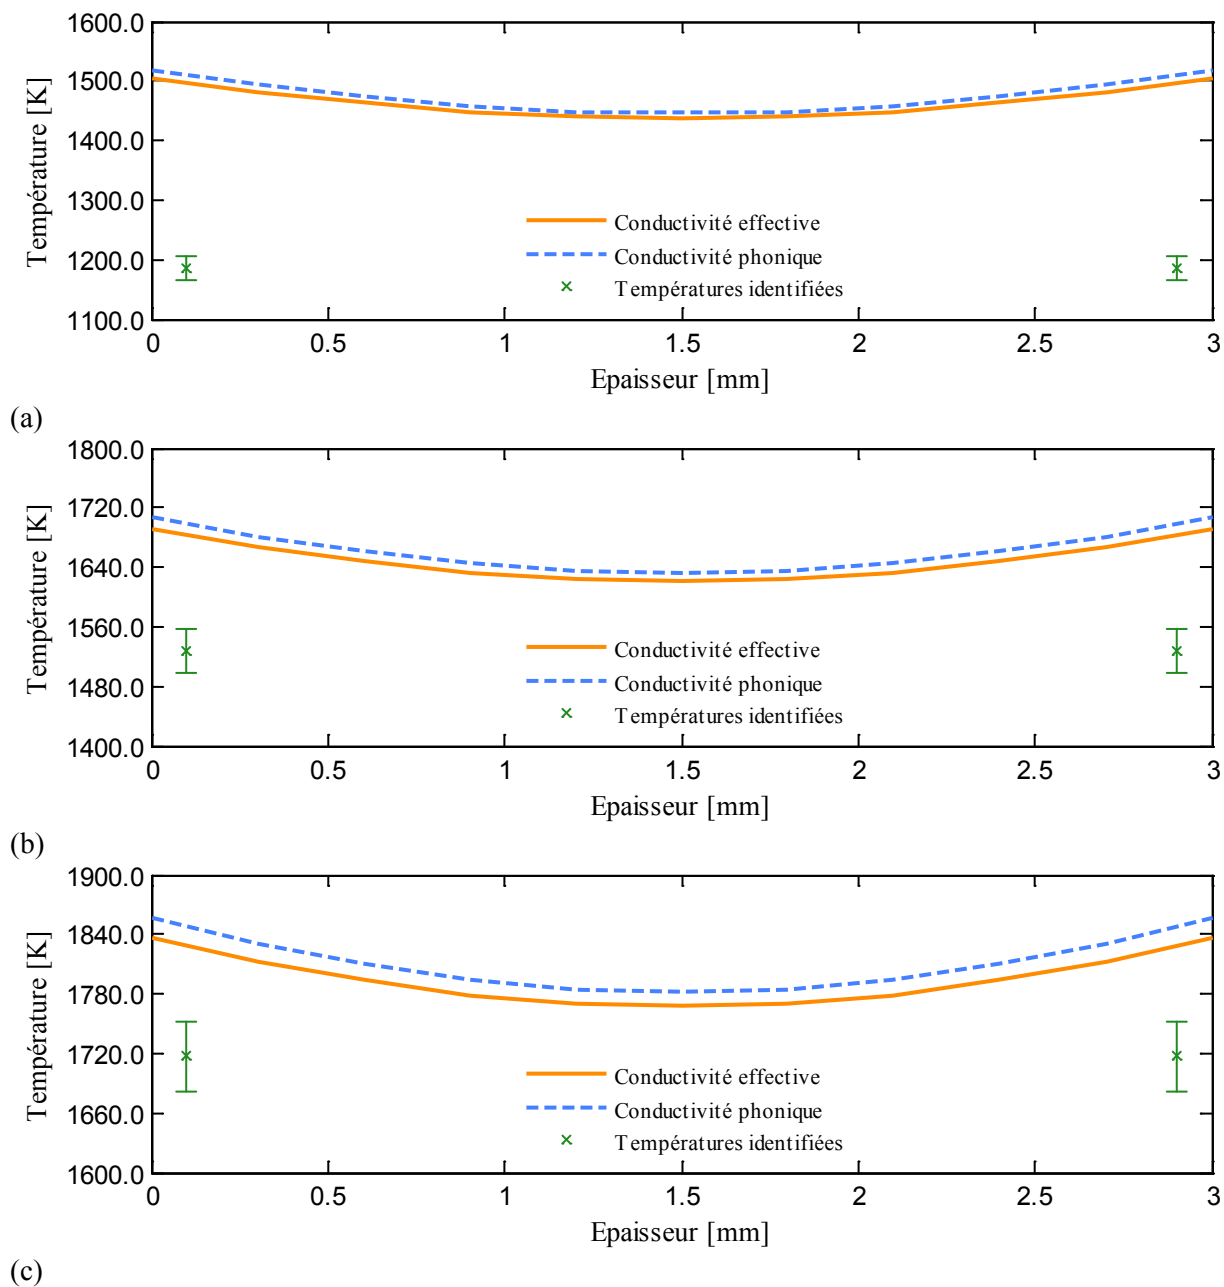 1600.0
1500.0
1400.0
1300.0
1200.0
1100.0
Température [K]
Conductivité effective
Conductivité phonique
Températures identifiées
0 0.5 1 1.5 2 2.5 3
Epaisseur [mm]
(a)
1800.0
1720.0
1640.0
1560.0
1480.0
1400.0
Température [K]
Conductivité effective
Conductivité phonique
Températures identifiées
0 0.5 1 1.5 2 2.5 3
Epaisseur [mm]
(b)
1900.0
1840.0
1780.0
1720.0
1660.0
1600.0
Température [K]
Conductivité effective
Conductivité phonique
Températures identifiées
0 0.5 1 1.5 2 2.5 3
Epaisseur [mm]
(c)